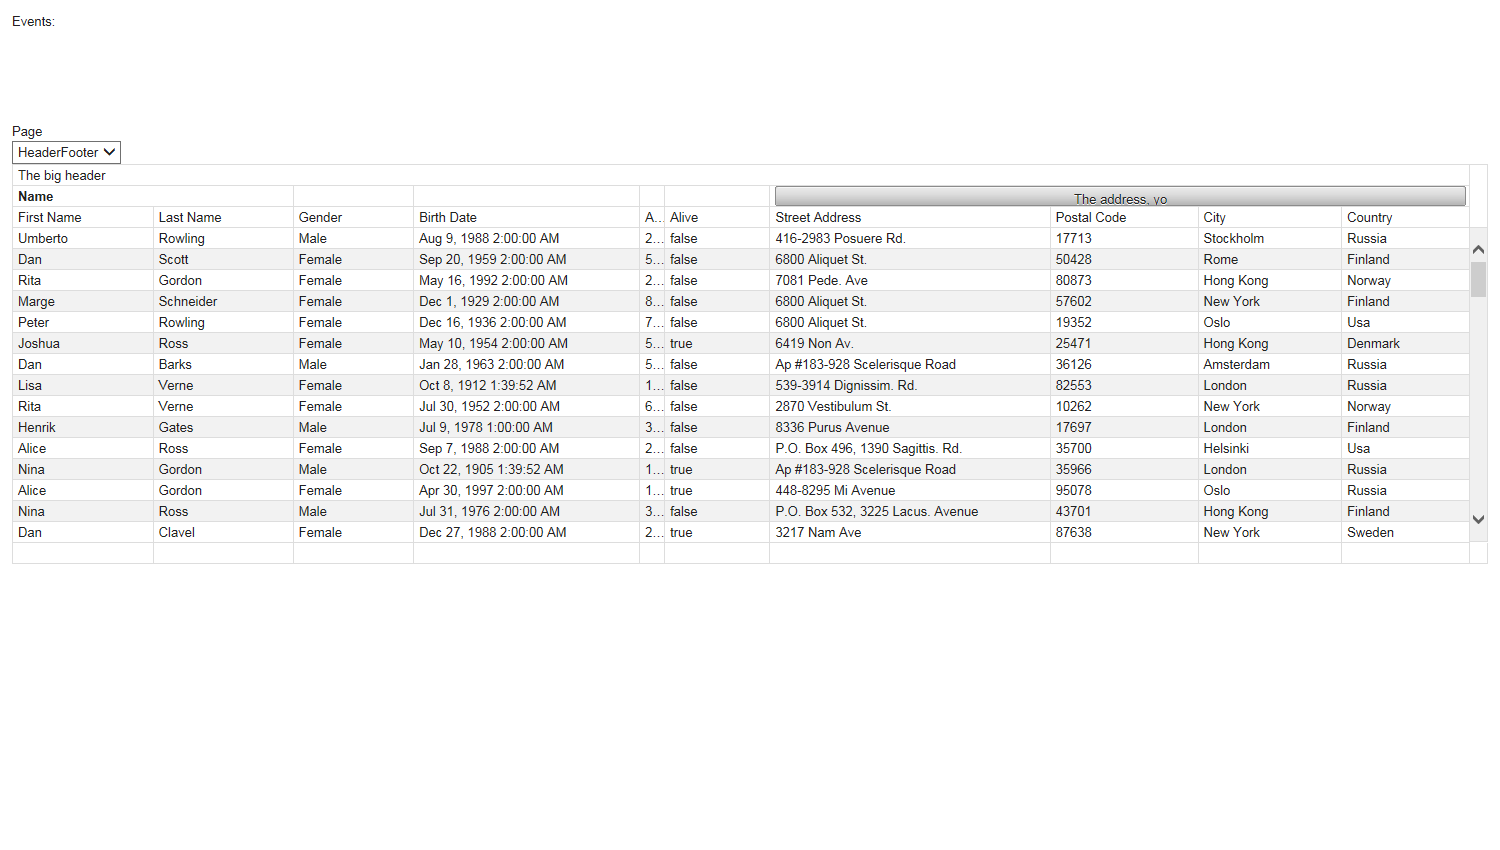 Events:
Page
HeaderFooter
The big header
Name The address, yo
First Name Last Name Gender Birth Date A... Alive Street Address Postal Code City Country
Umberto Rowling Male Aug 9, 1988 2:00:00 AM 2... false 416-2983 Posuere Rd. 17713 Stockholm Russia
Dan Scott Female Sep 20, 1959 2:00:00 AM 5... false 6800 Aliquet St. 50428 Rome Finland
Rita Gordon Female May 16, 1992 2:00:00 AM 2... false 7081 Pede. Ave 80873 Hong Kong Norway
Marge Schneider Female Dec 1, 1929 2:00:00 AM 8... false 6800 Aliquet St. 57602 New York Finland
Peter Rowling Female Dec 16, 1936 2:00:00 AM 7... false 6800 Aliquet St. 19352 Oslo Usa
Joshua Ross Female May 10, 1954 2:00:00 AM 5... true 6419 Non Av. 25471 Hong Kong Denmark
Dan Barks Male Jan 28, 1963 2:00:00 AM 5... false Ap #183-928 Scelerisque Road 36126 Amsterdam Russia
Lisa Verne Female Oct 8, 1912 1:39:52 AM 1... false 539-3914 Dignissim. Rd. 82553 London Russia
Rita Verne Female Jul 30, 1952 2:00:00 AM 6... false 2870 Vestibulum St. 10262 New York Norway
Henrik Gates Male Jul 9, 1978 1:00:00 AM 3... false 8336 Purus Avenue 17697 London Finland
Alice Ross Female Sep 7, 1988 2:00:00 AM 2... false P.O. Box 496, 1390 Sagittis. Rd. 35700 Helsinki Usa
Nina Gordon Male Oct 22, 1905 1:39:52 AM 1... true Ap #183-928 Scelerisque Road 35966 London Russia
Alice Gordon Female Apr 30, 1997 2:00:00 AM 1... true 448-8295 Mi Avenue 95078 Oslo Russia
Nina Ross Male Jul 31, 1976 2:00:00 AM 3... false P.O. Box 532, 3225 Lacus. Avenue 43701 Hong Kong Finland
Dan Clavel Female Dec 27, 1988 2:00:00 AM 2... true 3217 Nam Ave 87638 New York Sweden